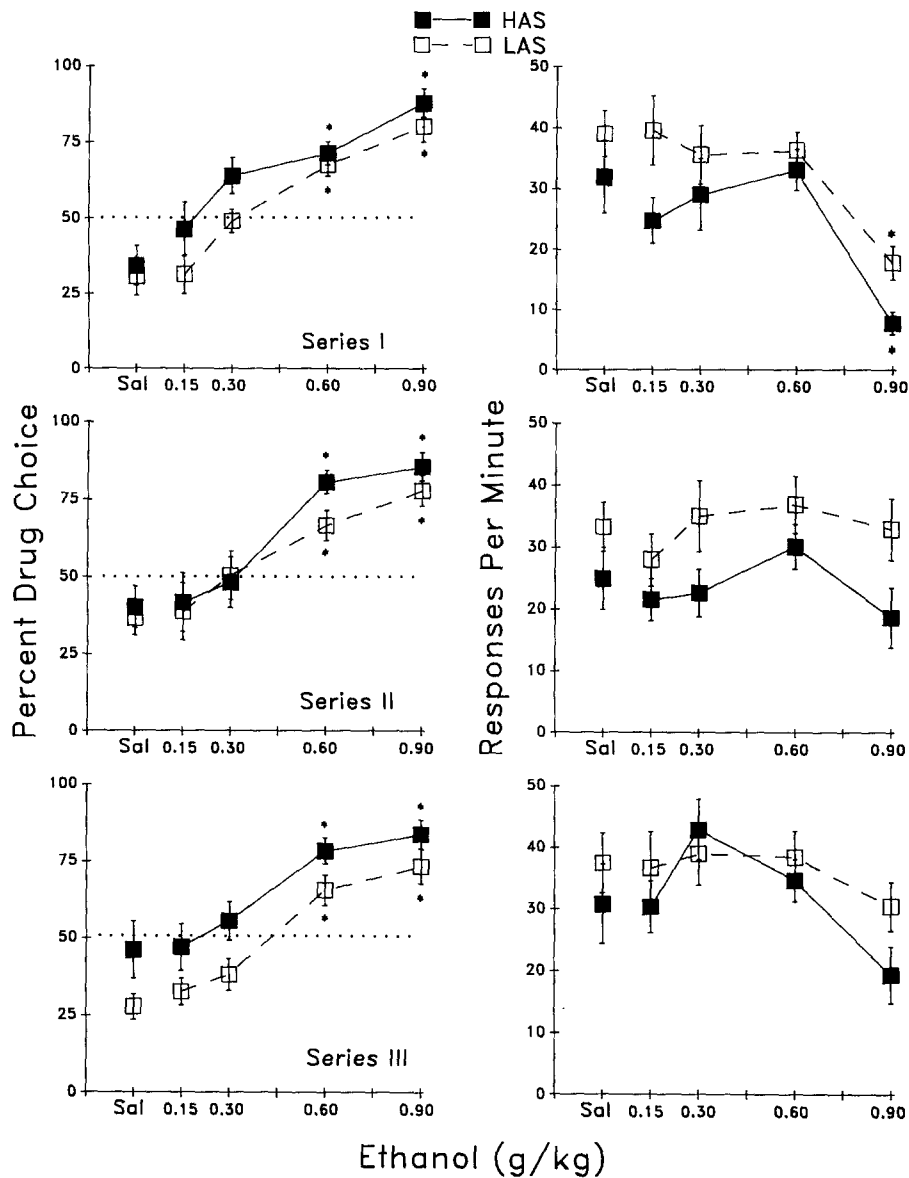 HAS
LAS
Percent Drug Choice
100
75
50
25
0
Sal 0.15 0.30 0.60 0.90
Series I
Responses Per Minute
50
40
30
20
10
0
Sal 0.15 0.30 0.60 0.90
100
75
50
25
0
Sal 0.15 0.30 0.60 0.90
Series II
50
40
30
20
10
0
Sal 0.15 0.30 0.60 0.90
100
75
50
25
0
Sal 0.15 0.30 0.60 0.90
Series III
50
40
30
20
10
0
Sal 0.15 0.30 0.60 0.90
Ethanol (g/kg)